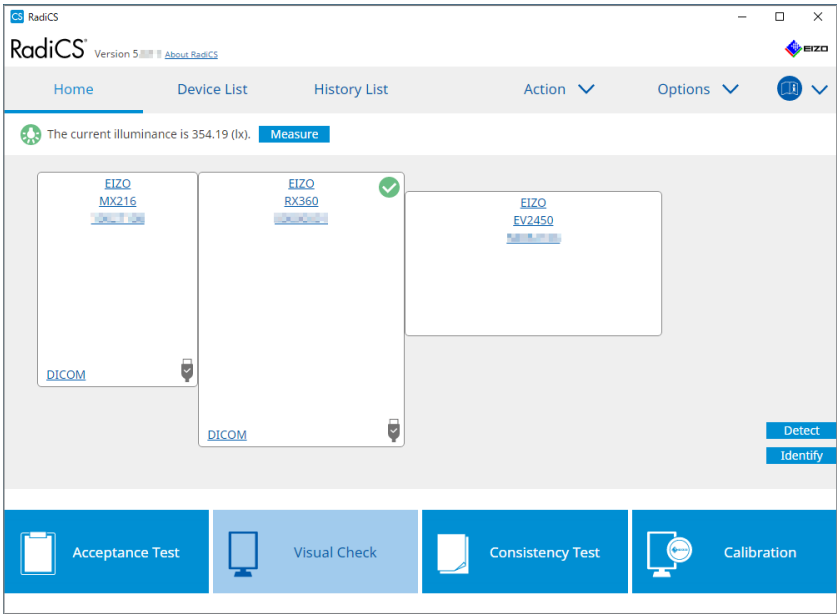 CS RadiCS
RadiCS® Version 5 About RadiCS
EIZO
Home Device List History List Action Options
The current illuminance is 354.19 (lx). Measure
EIZO
MX216
DICOM
EIZO
RX360
DICOM
EIZO
EV2450
Detect
Identify
Acceptance Test Visual Check Consistency Test Calibration